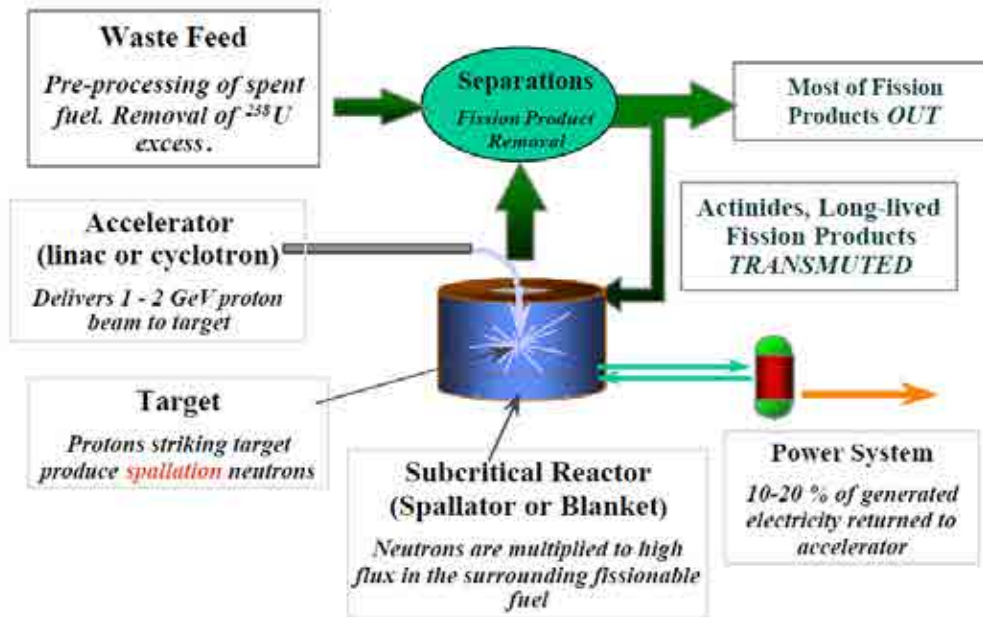 Waste Feed
Pre-processing of spent
fuel. Removal of ²³⁸U
excess.
Separations
Fission Product
Removal
Most of Fission
Products OUT
Actinides, Long-lived
Fission Products
TRANSMUTED
Accelerator
(linac or cyclotron)
Delivers 1 - 2 GeV proton
beam to target
Target
Protons striking target
produce spallation neutrons
Subcritical Reactor
(Spallator or Blanket)
Neutrons are multiplied to high
flux in the surrounding fissionable
fuel
Power System
10-20 % of generated
electricity returned to
accelerator